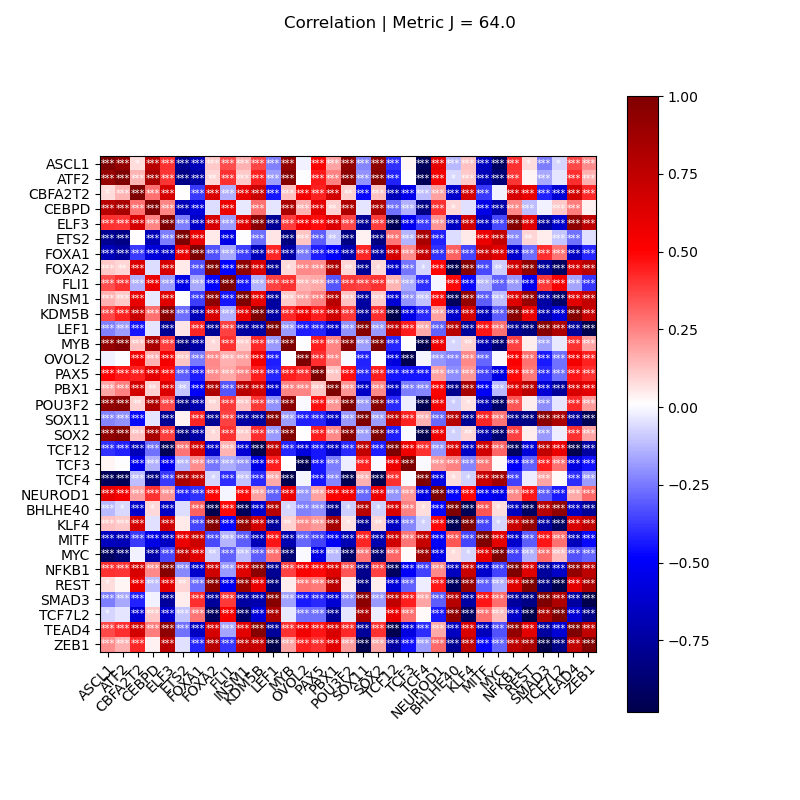 Correlation | Metric J = 64.0
ASCL1
ATF2
CBFA2T2
CEBPD
ELF3
ETS2
FOXA1
FOXA2
FLI1
INSM1
KDM5B
LEF1
MYB
OVOL2
PAX5
PBX1
POU3F2
SOX11
SOX2
TCF12
TCF3
TCF4
NEUROD1
BHLHE40
KLF4
MITF
MYC
NFKB1
REST
SMAD3
TCF7L2
TEAD4
ZEB1
ASCL1
ATF2
CBFA2T2
CEBPD
ELF3
ETS2
FOXA1
FOXA2
FLI1
INSM1
KDM5B
LEF1
MYB
OVOL2
PAX5
PBX1
POU3F2
SOX11
SOX2
TCF12
TCF3
TCF4
NEUROD1
BHLHE40
KLF4
MITF
MYC
NFKB1
REST
SMAD3
TCF7L2
TEAD4
ZEB1
1.00
0.75
0.50
0.25
0.00
−0.25
−0.50
−0.75